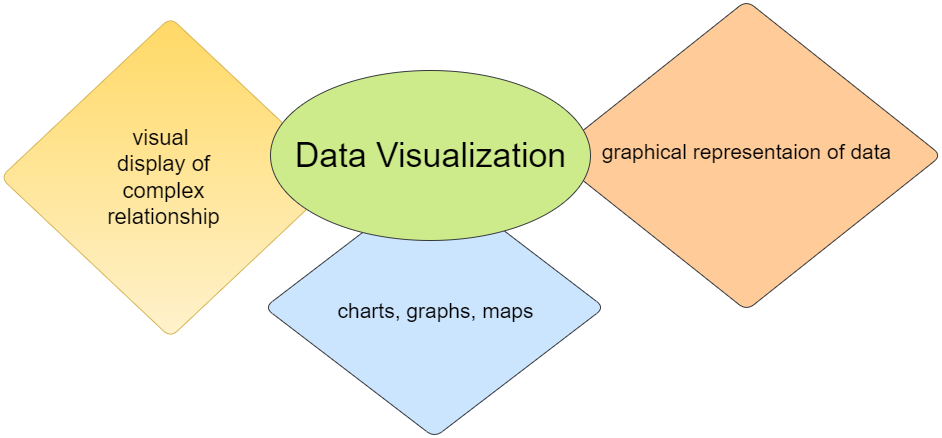 visual
display of
complex
relationship
Data Visualization
graphical representaion of data
charts, graphs, maps